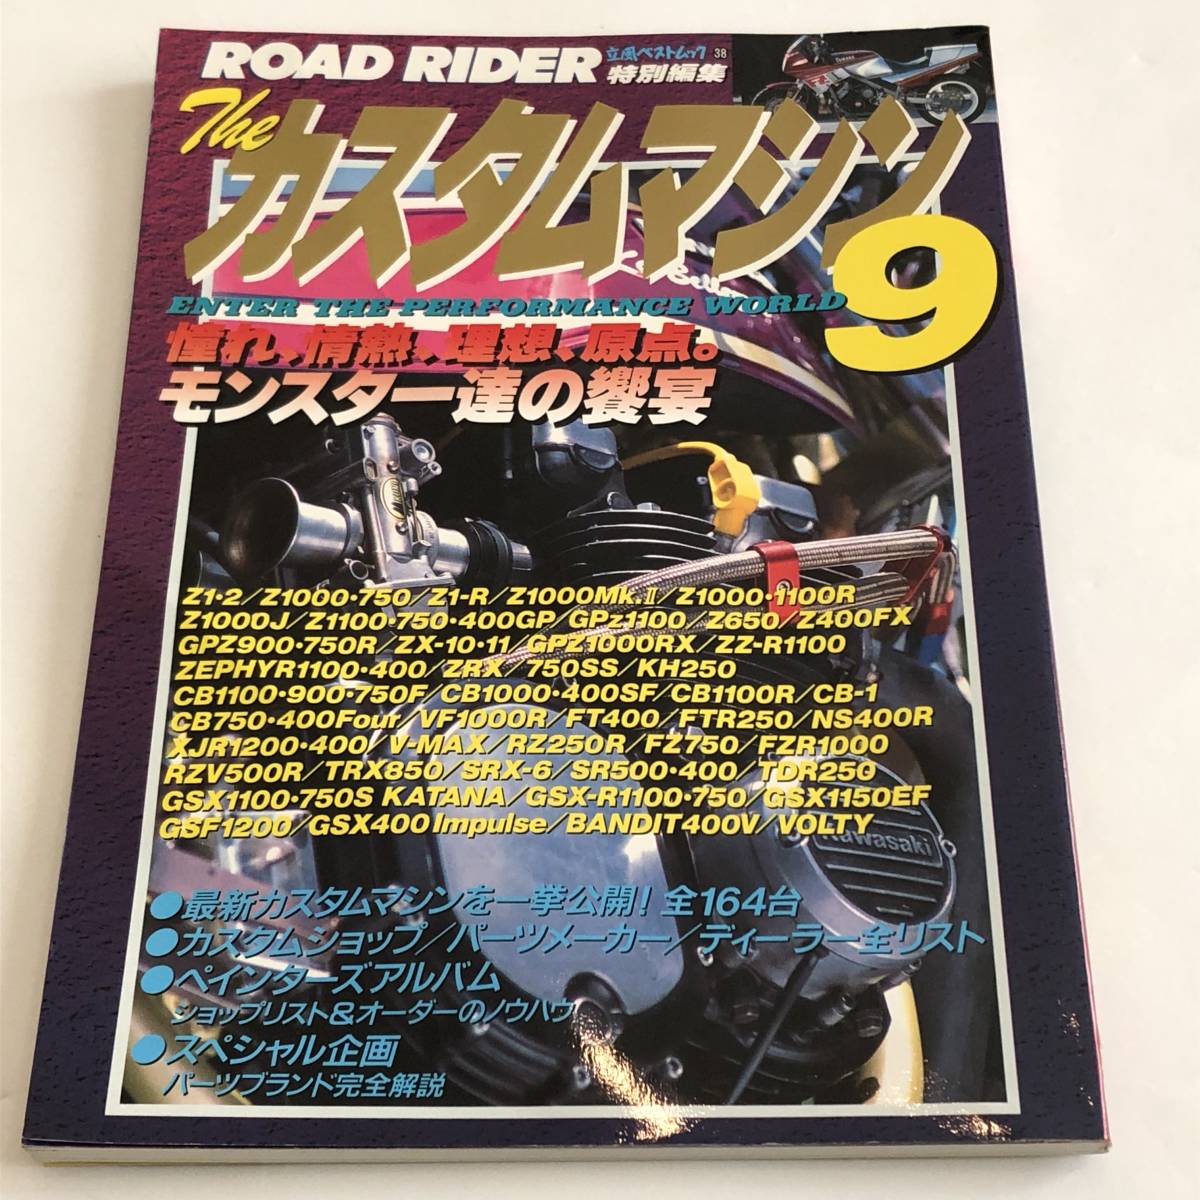 ROAD RIDER
立風ベストムック 38
特別編集
The
カスタムマシン
9
ENTER THE PERFORMANCE WORLD
憧れ、情熱、理想、原点。
モンスター達の饗宴
Z1・2/Z1000・750/Z1-R/Z1000Mk.II/Z1000・1100R
Z1000J/Z1100・750・400GP/GPz1100/Z650/Z400FX
GPZ900・750R/ZX-10・11/GPZ1000RX/ZZ-R1100
ZEPHYR1100・400/ZRX/750SS/KH250
CB1100・900・750F/CB1000・400SF/CB1100R/CB-1
CB750・400Four/VF1000R/FT400/FTR250/NS400R
XJR1200・400/V-MAX/RZ250R/FZ750/FZR1000
RZV500R/TRX850/SRX-6/SR500・400/TDR250
GSX1100・750S KATANA/GSX-R1100・750/GSX1150EF
GSF1200/GSX400 Impulse/BANDIT400V/VOLTY
Kawasaki
●最新カスタムマシンを一挙公開!全164台
●カスタムショップ/パーツメーカー/ディーラー全リスト
●ペインターズアルバム
ショップリスト&オーダーのノウハウ
●スペシャル企画
パーツブランド完全解説